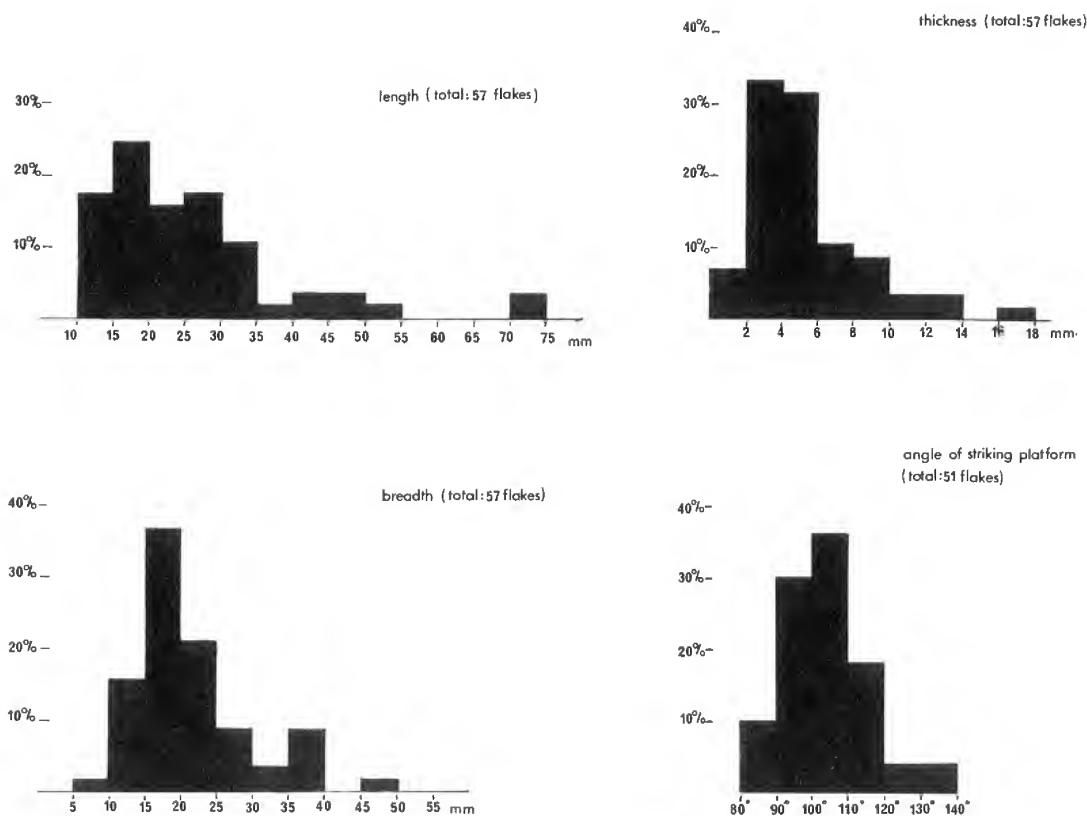 length (total:57 flakes)
30%
20%
10%
10 15 20 25 30 35 40 45 50 55 60 65 70 75 mm
thickness (total:57 flakes)
40%
30%
20%
10%
2 4 6 8 10 12 14 16 18 mm.
breadth (total:57 flakes)
40%
30%
20%
10%
5 10 15 20 25 30 35 40 45 50 55 mm
angle of striking platform
(total:51 flakes)
40%
30%
20%
10%
80° 90° 100° 110° 120° 130° 140°